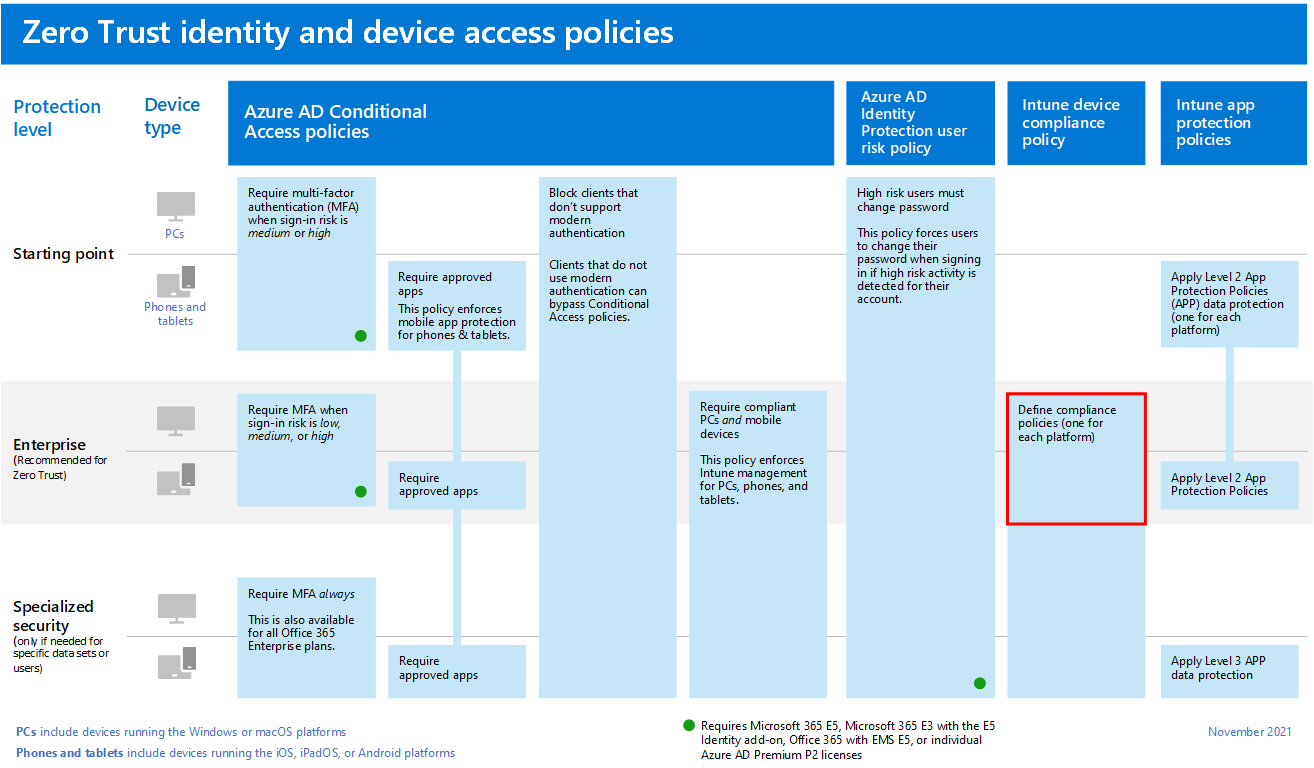 Zero Trust identity and device access policies
Protection
level
Device
type
Azure AD Conditional
Access policies
Azure AD
Identity
Protection user
risk policy
Intune device
compliance
policy
Intune app
protection
policies
Starting point
PCs
Phones and
tablets
Require multi-factor
authentication (MFA)
when sign-in risk is
medium or high
Require approved
apps
This policy enforces
mobile app protection
for phones & tablets.
Block clients that
don't support
modern
authentication
Clients that do not
use modern
authentication can
bypass Conditional
Access policies.
High risk users must
change password
This policy forces users
to change their
password when signing
in if high risk activity is
detected for their
account.
Apply Level 2 App
Protection Policies
(APP) data protection
(one for each
platform)
Enterprise
(Recommended for
Zero Trust)
Require MFA when
sign-in risk is low,
medium, or high
Require
approved apps
Require compliant
PCs and mobile
devices
This policy enforces
Intune management
for PCs, phones, and
tablets.
Define compliance
policies (one for
each platform)
Apply Level 2 App
Protection Policies
Specialized
security
(only if needed for
specific data sets or
users)
Require MFA always
This is also available
for all Office 365
Enterprise plans.
Require
approved apps
Apply Level 3 APP
data protection
PCs include devices running the Windows or macOS platforms
Phones and tablets include devices running the iOS, iPadOS, or Android platforms
Requires Microsoft 365 E5, Microsoft 365 E3 with the E5
Identity add-on, Office 365 with EMS E5, or individual
Azure AD Premium P2 licenses
November 2021